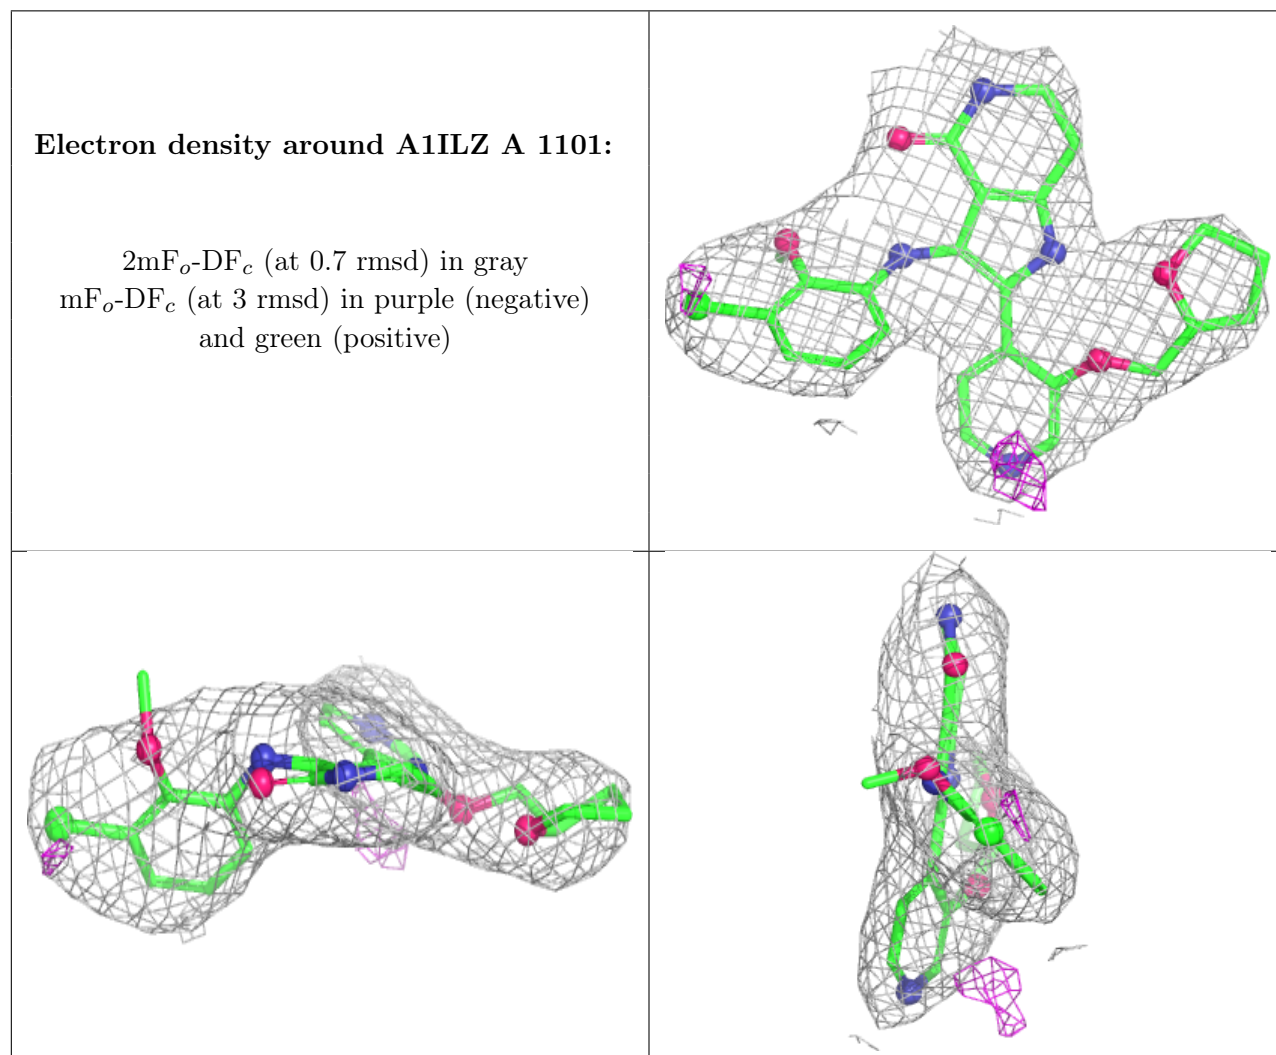 Electron density around A1ILZ A 1101:
2mFₒ-DF𝒸 (at 0.7 rmsd) in gray
mFₒ-DF𝒸 (at 3 rmsd) in purple (negative)
and green (positive)